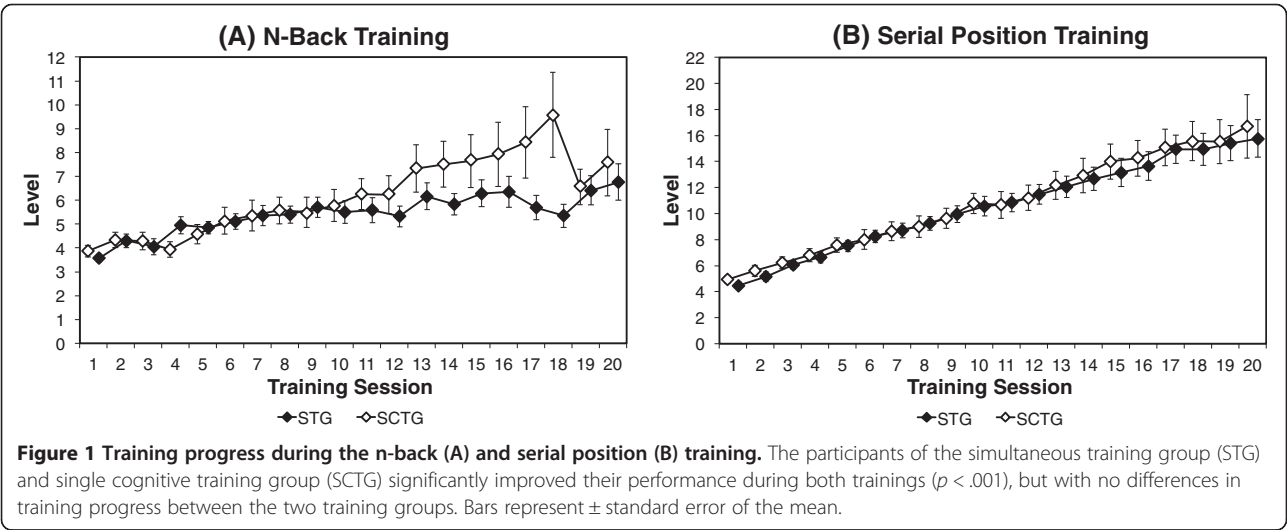 (A) N-Back Training
12
11
10
9
8
7
6
5
4
3
2
1
0
Level
1 2 3 4 5 6 7 8 9 10 11 12 13 14 15 16 17 18 19 20
Training Session
STG SCTG
(B) Serial Position Training
22
20
18
16
14
12
10
8
6
4
2
0
Level
1 2 3 4 5 6 7 8 9 10 11 12 13 14 15 16 17 18 19 20
Training Session
STG SCTG
Figure 1 Training progress during the n-back (A) and serial position (B) training. The participants of the simultaneous training group (STG)
and single cognitive training group (SCTG) significantly improved their performance during both trainings (p < .001), but with no differences in
training progress between the two training groups. Bars represent ± standard error of the mean.